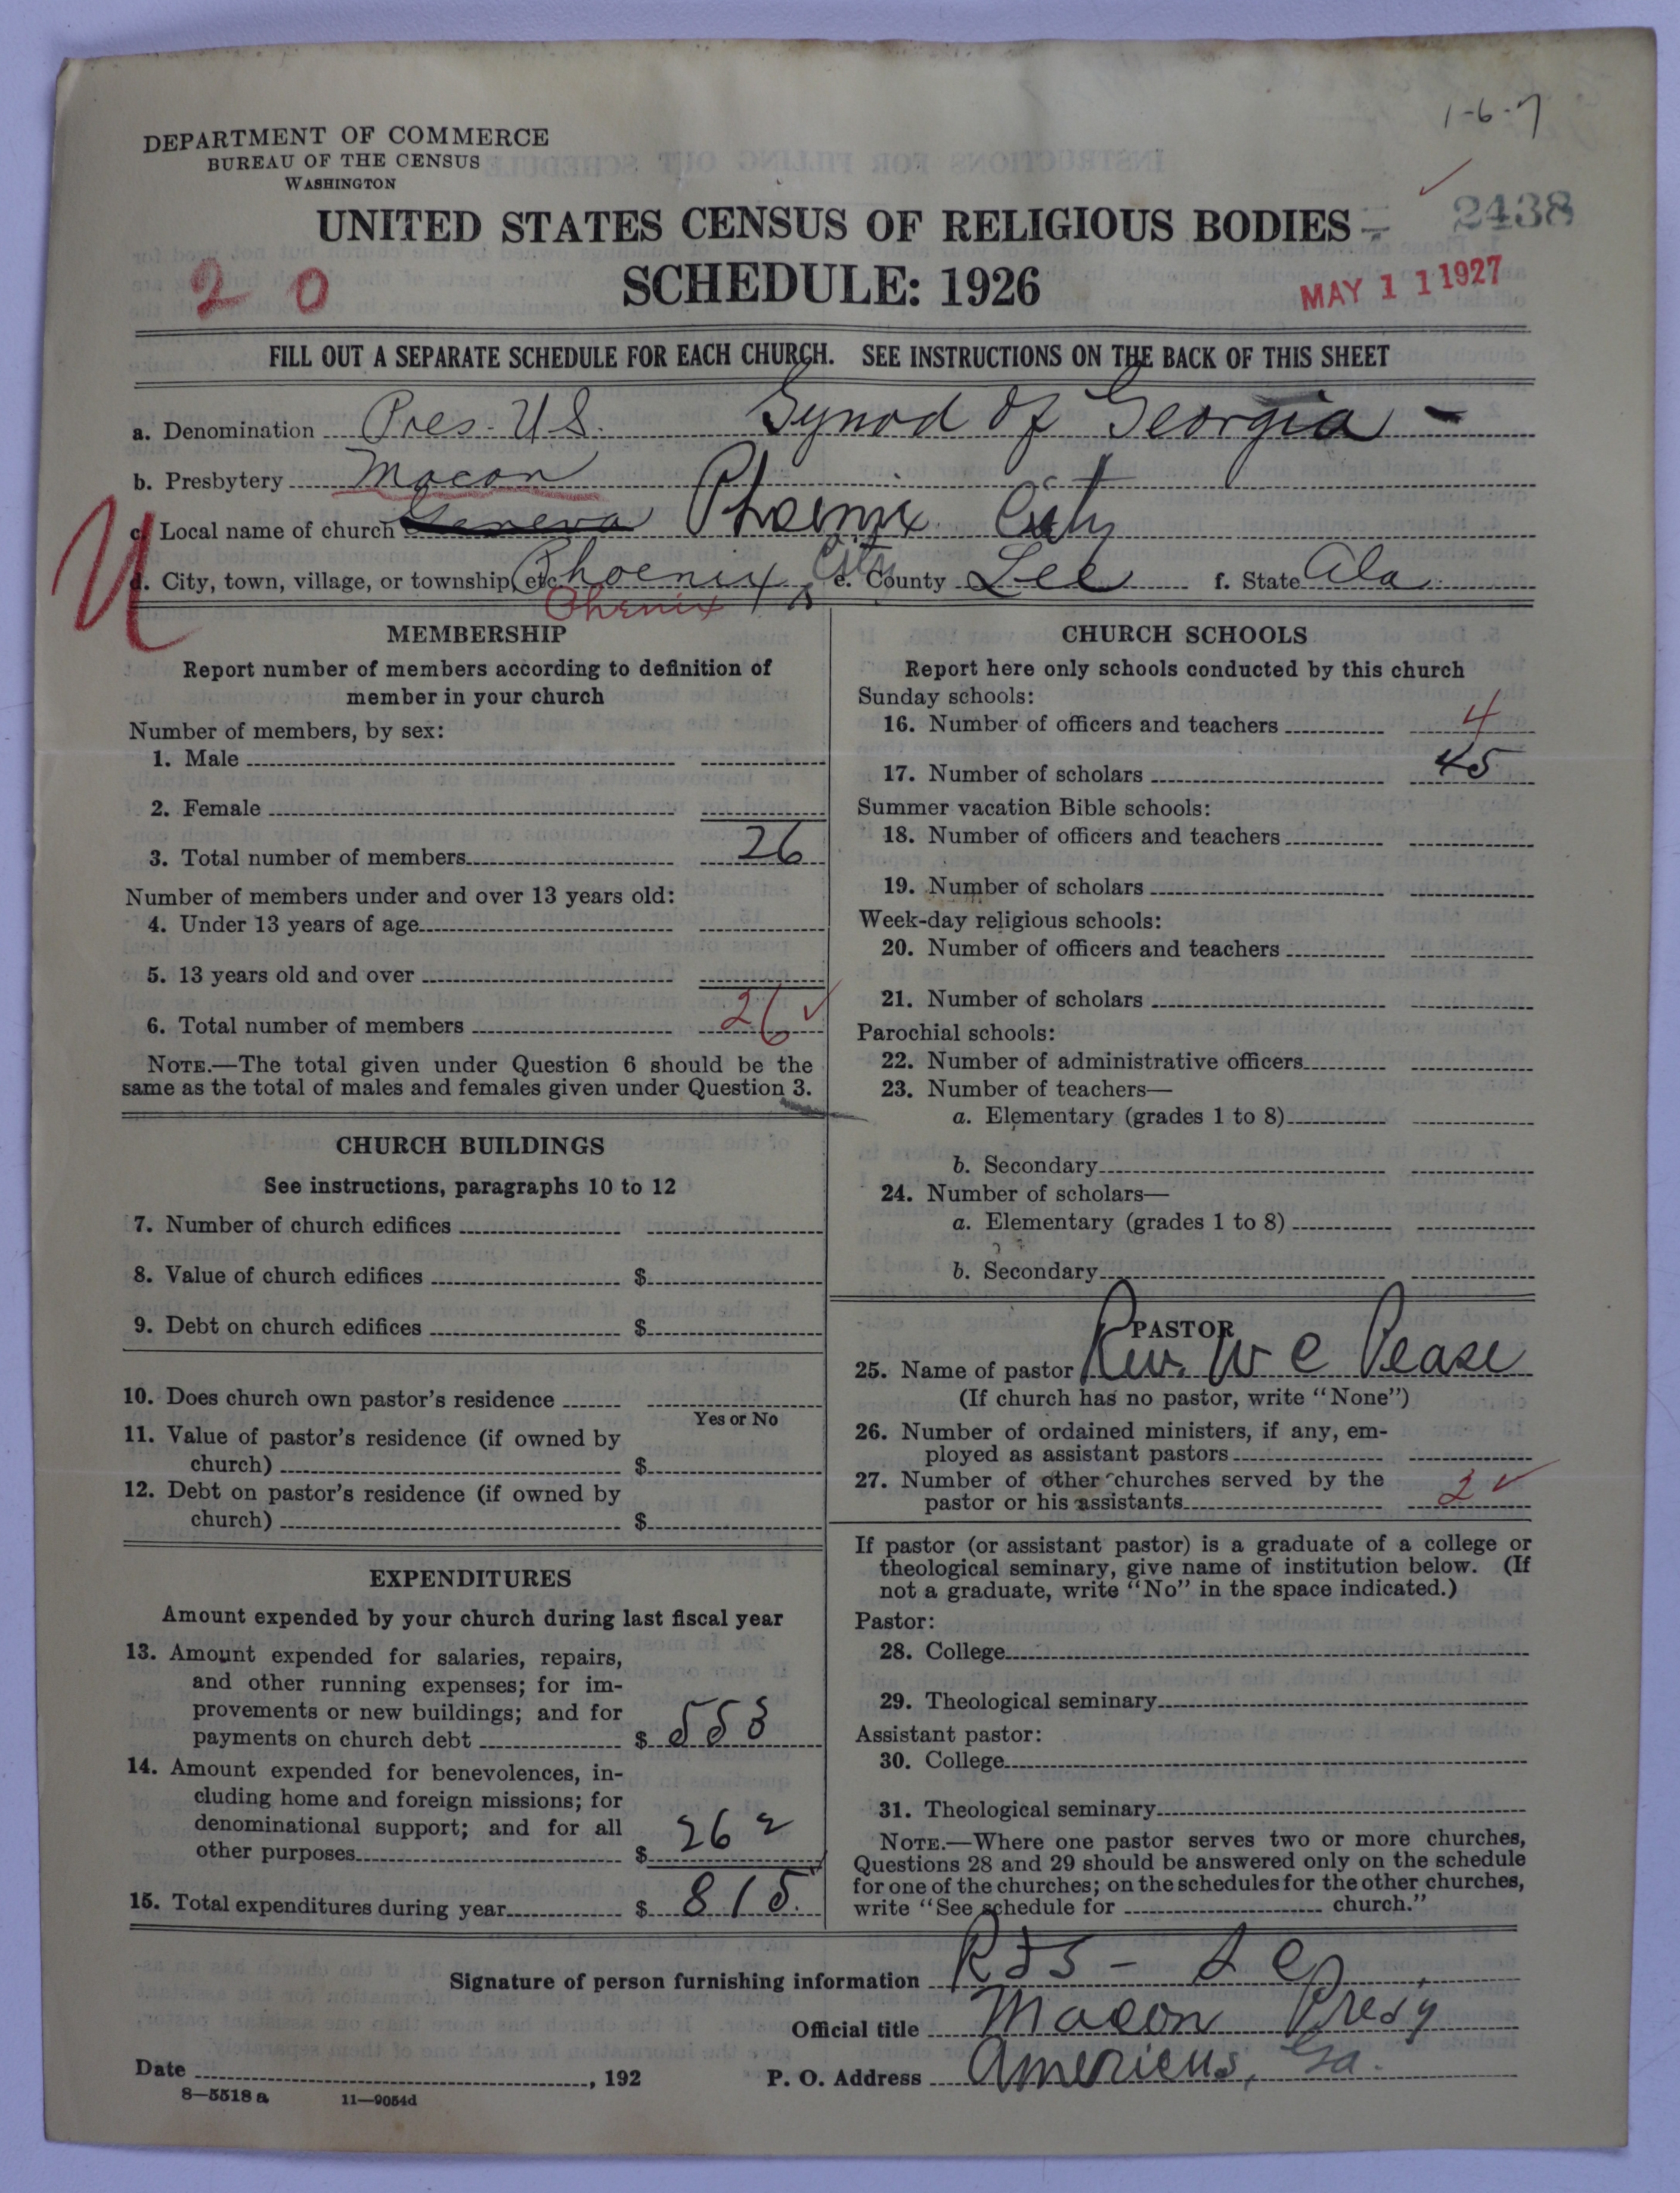 1-6-7
DEPARTMENT OF COMMERCE
BUREAU OF THE CENSUS
WASHINGTON
UNITED STATES CENSUS OF RELIGIOUS BODIES
2438
SCHEDULE: 1926
2 0
MAY 11 1927
FILL OUT A SEPARATE SCHEDULE FOR EACH CHURCH. SEE INSTRUCTIONS ON THE BACK OF THIS SHEET
a. Denomination Pres. U S. Synod of Georgia -
b. Presbytery Macon
c. Local name of church Geneva Phoenix City
d. City, town, village, or township, etc. Phoenix City e. County Lee f. State Ala.
Phenix
U
MEMBERSHIP
Report number of members according to definition of
member in your church
Number of members, by sex:
1. Male
2. Female
3. Total number of members 26
Number of members under and over 13 years old:
4. Under 13 years of age
5. 13 years old and over
6. Total number of members 26 ✓
NOTE.—The total given under Question 6 should be the
same as the total of males and females given under Question 3.
CHURCH BUILDINGS
See instructions, paragraphs 10 to 12
7. Number of church edifices
8. Value of church edifices $
9. Debt on church edifices $
10. Does church own pastor's residence
Yes or No
11. Value of pastor's residence (if owned by
church) $
12. Debt on pastor's residence (if owned by
church) $
EXPENDITURES
Amount expended by your church during last fiscal year
13. Amount expended for salaries, repairs,
and other running expenses; for im-
provements or new buildings; and for
payments on church debt $ 553
14. Amount expended for benevolences, in-
cluding home and foreign missions; for
denominational support; and for all
other purposes $ 262
15. Total expenditures during year $ 815.
CHURCH SCHOOLS
Report here only schools conducted by this church
Sunday schools:
16. Number of officers and teachers 4
17. Number of scholars 45
Summer vacation Bible schools:
18. Number of officers and teachers
19. Number of scholars
Week-day religious schools:
20. Number of officers and teachers
21. Number of scholars
Parochial schools:
22. Number of administrative officers
23. Number of teachers—
a. Elementary (grades 1 to 8)
b. Secondary
24. Number of scholars—
a. Elementary (grades 1 to 8)
b. Secondary
PASTOR
25. Name of pastor Rev. W C Pease
(If church has no pastor, write "None")
26. Number of ordained ministers, if any, em-
ployed as assistant pastors
27. Number of other churches served by the
pastor or his assistants 2 ✓
If pastor (or assistant pastor) is a graduate of a college or
theological seminary, give name of institution below. (If
not a graduate, write "No" in the space indicated.)
Pastor:
28. College
29. Theological seminary
Assistant pastor:
30. College
31. Theological seminary
NOTE.—Where one pastor serves two or more churches,
Questions 28 and 29 should be answered only on the schedule
for one of the churches; on the schedules for the other churches,
write "See schedule for church."
Signature of person furnishing information
Official title Macon Presy
Date , 192 P. O. Address Americus, Ga.
8—5518 a 11—9054d